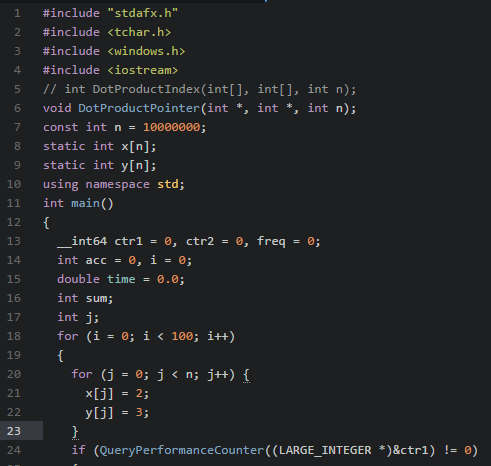 1 #include "stdafx.h"
2 #include <tchar.h>
3 #include <windows.h>
4 #include <iostream>
5 // int DotProductIndex(int[], int[], int n);
6 void DotProductPointer(int *, int *, int n);
7 const int n = 10000000;
8 static int x[n];
9 static int y[n];
10 using namespace std;
11 int main()
12 {
13 __int64 ctr1 = 0, ctr2 = 0, freq = 0;
14 int acc = 0, i = 0;
15 double time = 0.0;
16 int sum;
17 int j;
18 for (i = 0; i < 100; i++)
19 {
20 for (j = 0; j < n; j++) {
21 x[j] = 2;
22 y[j] = 3;
23 }
24 if (QueryPerformanceCounter((LARGE_INTEGER *)&ctr1) != 0)